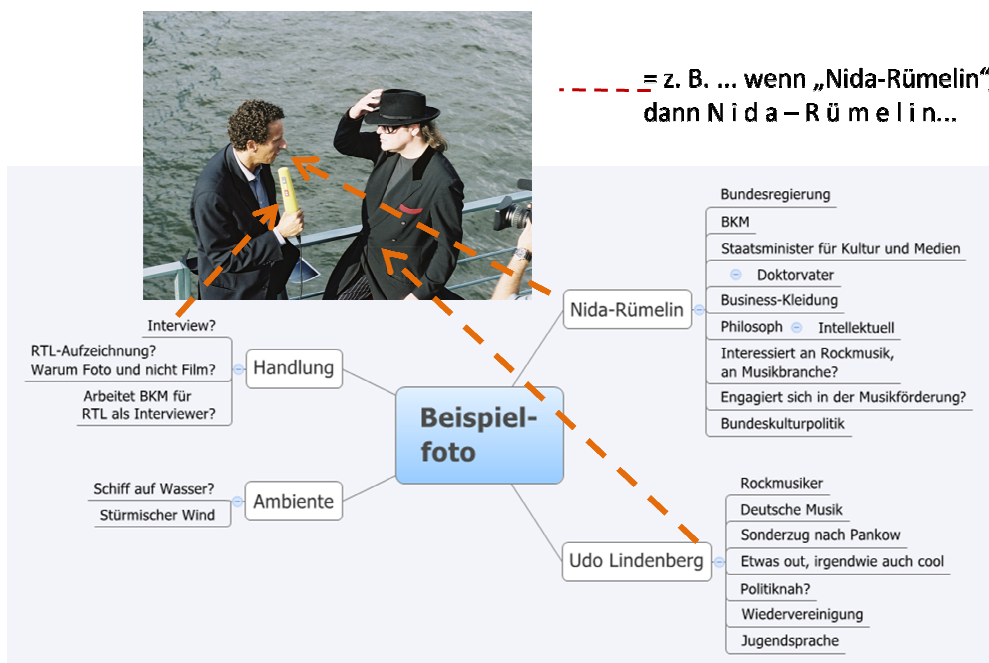 = z. B. ... wenn „Nida-Rümelin“,
dann N i d a – R ü m e l i n...
Bundesregierung
BKM
Staatsminister für Kultur und Medien
Doktorvater
Business-Kleidung
Philosoph
Intellektuell
Interessiert an Rockmusik,
an Musikbranche?
Engagiert sich in der Musikförderung?
Bundeskulturpolitik
Nida-Rümelin
Interview?
RTL-Aufzeichnung?
Warum Foto und nicht Film?
Arbeitet BKM für
RTL als Interviewer?
Handlung
Beispiel-
foto
Schiff auf Wasser?
Stürmischer Wind
Ambiente
Udo Lindenberg
Rockmusiker
Deutsche Musik
Sonderzug nach Pankow
Etwas out, irgendwie auch cool
Politiknah?
Wiedervereinigung
Jugendsprache